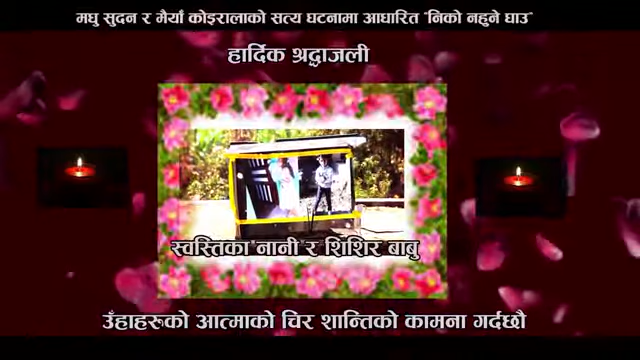 मधु सुदन र मैयाँ कोइरालाको सत्य घटनामा आधारित "निको नहुने घाउ"
हार्दिक श्रद्धाजली
स्वस्तिका नानी र शिशिर बाबु
उँहाहरुको आत्माको चिर शान्तिको कामना गर्दछौ